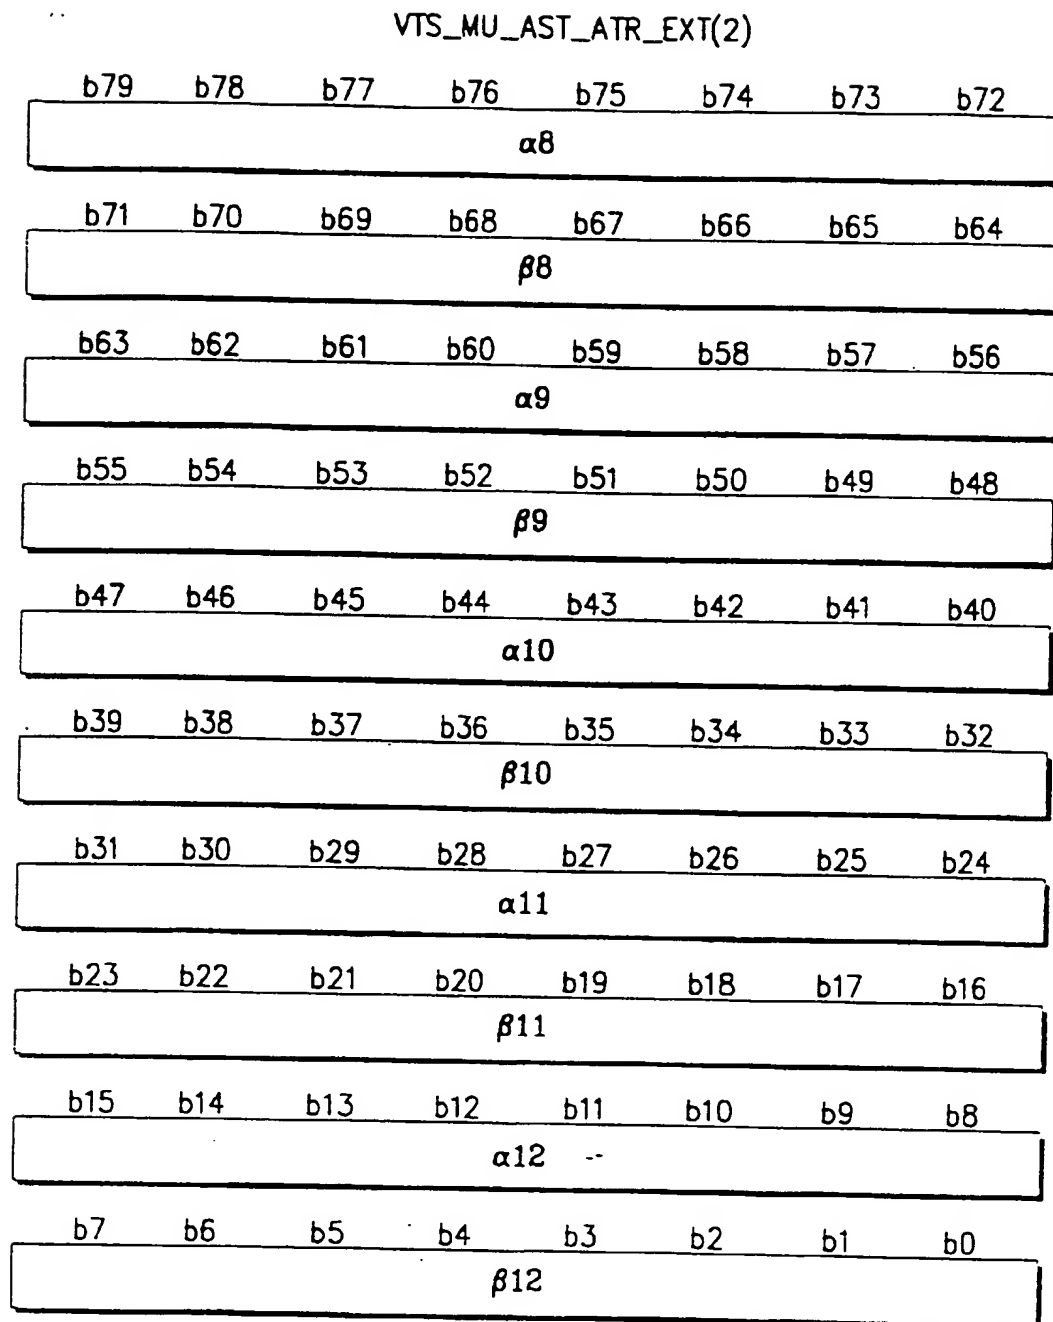 VTS_MU_AST_ATR_EXT(2)
b79 b78 b77 b76 b75 b74 b73 b72
α8
b71 b70 b69 b68 b67 b66 b65 b64
β8
b63 b62 b61 b60 b59 b58 b57 b56
α9
b55 b54 b53 b52 b51 b50 b49 b48
β9
b47 b46 b45 b44 b43 b42 b41 b40
α10
b39 b38 b37 b36 b35 b34 b33 b32
β10
b31 b30 b29 b28 b27 b26 b25 b24
α11
b23 b22 b21 b20 b19 b18 b17 b16
β11
b15 b14 b13 b12 b11 b10 b9 b8
α12
b7 b6 b5 b4 b3 b2 b1 b0
β12